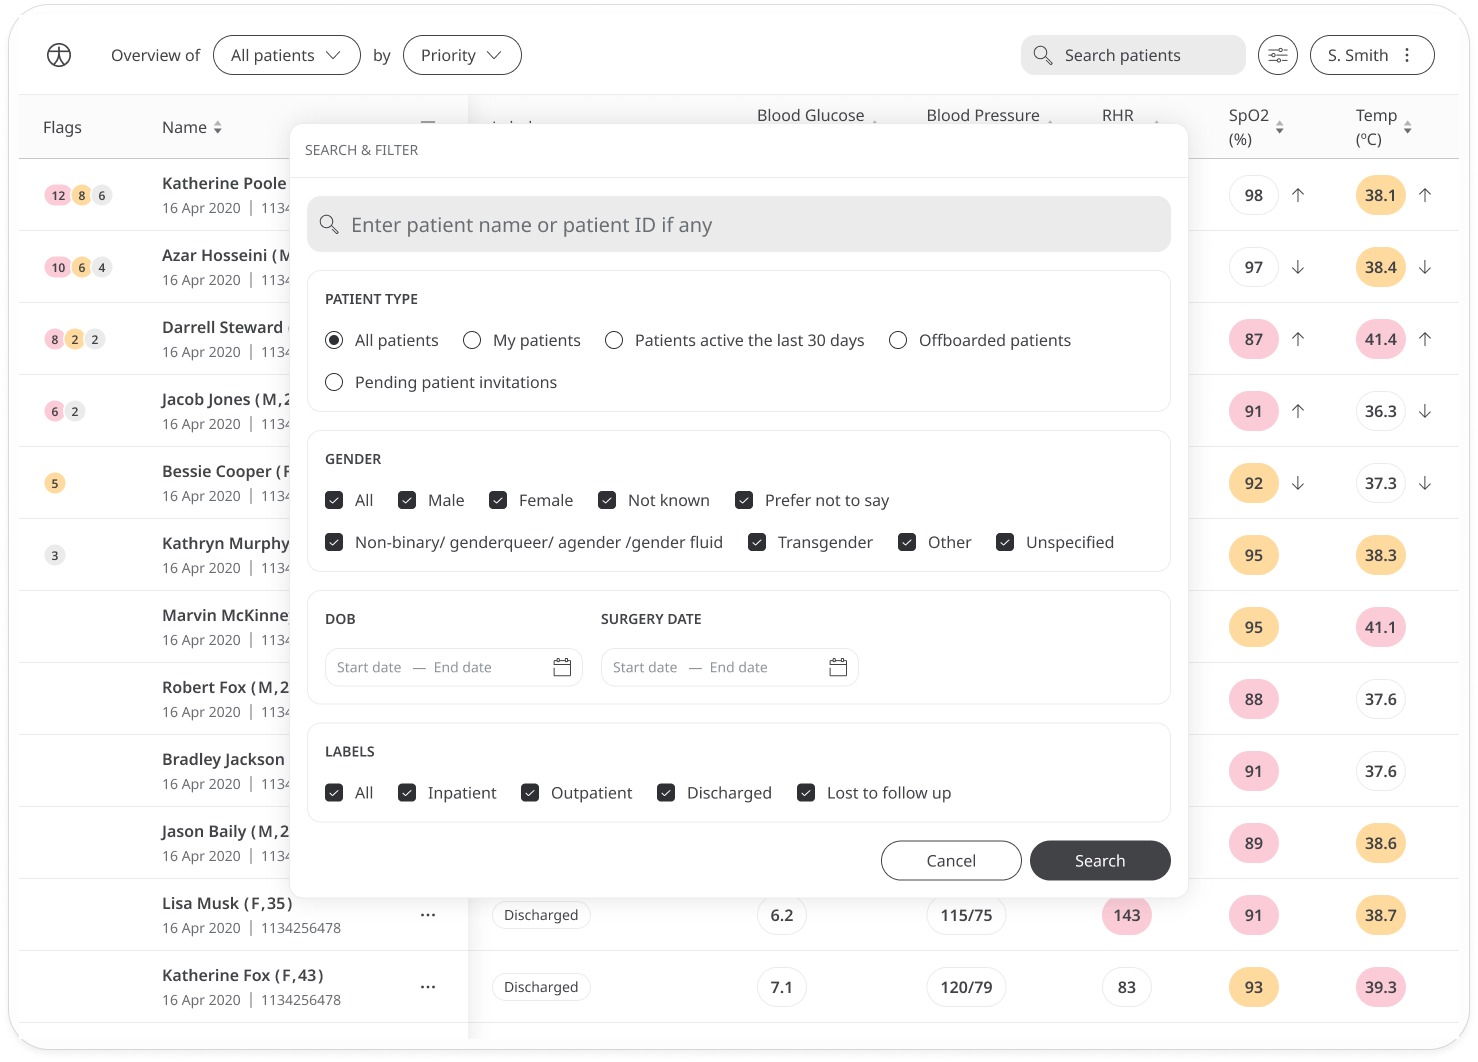 Overview of All patients by Priority Search patients S. Smith
Flags Name Blood Glucose Blood Pressure RHR SpO2 (%) Temp (ºC)
SEARCH & FILTER
Enter patient name or patient ID if any
PATIENT TYPE
All patients My patients Patients active the last 30 days Offboarded patients
Pending patient invitations
GENDER
All Male Female Not known Prefer not to say
Non-binary/ genderqueer/ agender /gender fluid Transgender Other Unspecified
DOB SURGERY DATE
Start date — End date Start date — End date
LABELS
All Inpatient Outpatient Discharged Lost to follow up
Cancel Search
12 8 6 Katherine Poole 98 38.1
16 Apr 2020 | 1134
10 6 4 Azar Hosseini (M 97 38.4
16 Apr 2020 | 1134
8 2 2 Darrell Steward 87 41.4
16 Apr 2020 | 1134
6 2 Jacob Jones (M,2 91 36.3
16 Apr 2020 | 1134
5 Bessie Cooper (F 92 37.3
16 Apr 2020 | 1134
3 Kathryn Murphy 95 38.3
16 Apr 2020 | 1134
Marvin McKinne 95 41.1
16 Apr 2020 | 1134
Robert Fox (M,2 88 37.6
16 Apr 2020 | 1134
Bradley Jackson 91 37.6
16 Apr 2020 | 1134
Jason Baily (M,2 89 38.6
16 Apr 2020 | 1134
Lisa Musk (F,35) Discharged 6.2 115/75 143 91 38.7
16 Apr 2020 | 1134256478
Katherine Fox (F,43) Discharged 7.1 120/79 83 93 39.3
16 Apr 2020 | 1134256478